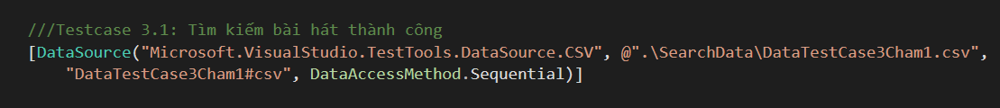 ///Testcase 3.1: Tìm kiếm bài hát thành công
[DataSource("Microsoft.VisualStudio.TestTools.DataSource.CSV", @".\SearchData\DataTestCase3Cham1.csv",
"DataTestCase3Cham1#csv", DataAccessMethod.Sequential)]